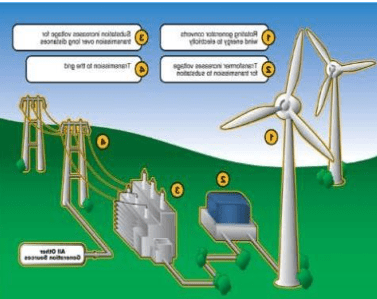 1
Rotating generator converts
wind energy to electricity
2
Transformer increases voltage
for transmission to substation
3
Substation increases voltage for
transmission over long distances
4
Transmission to the grid
1
2
3
4
All Other
Generation Sources